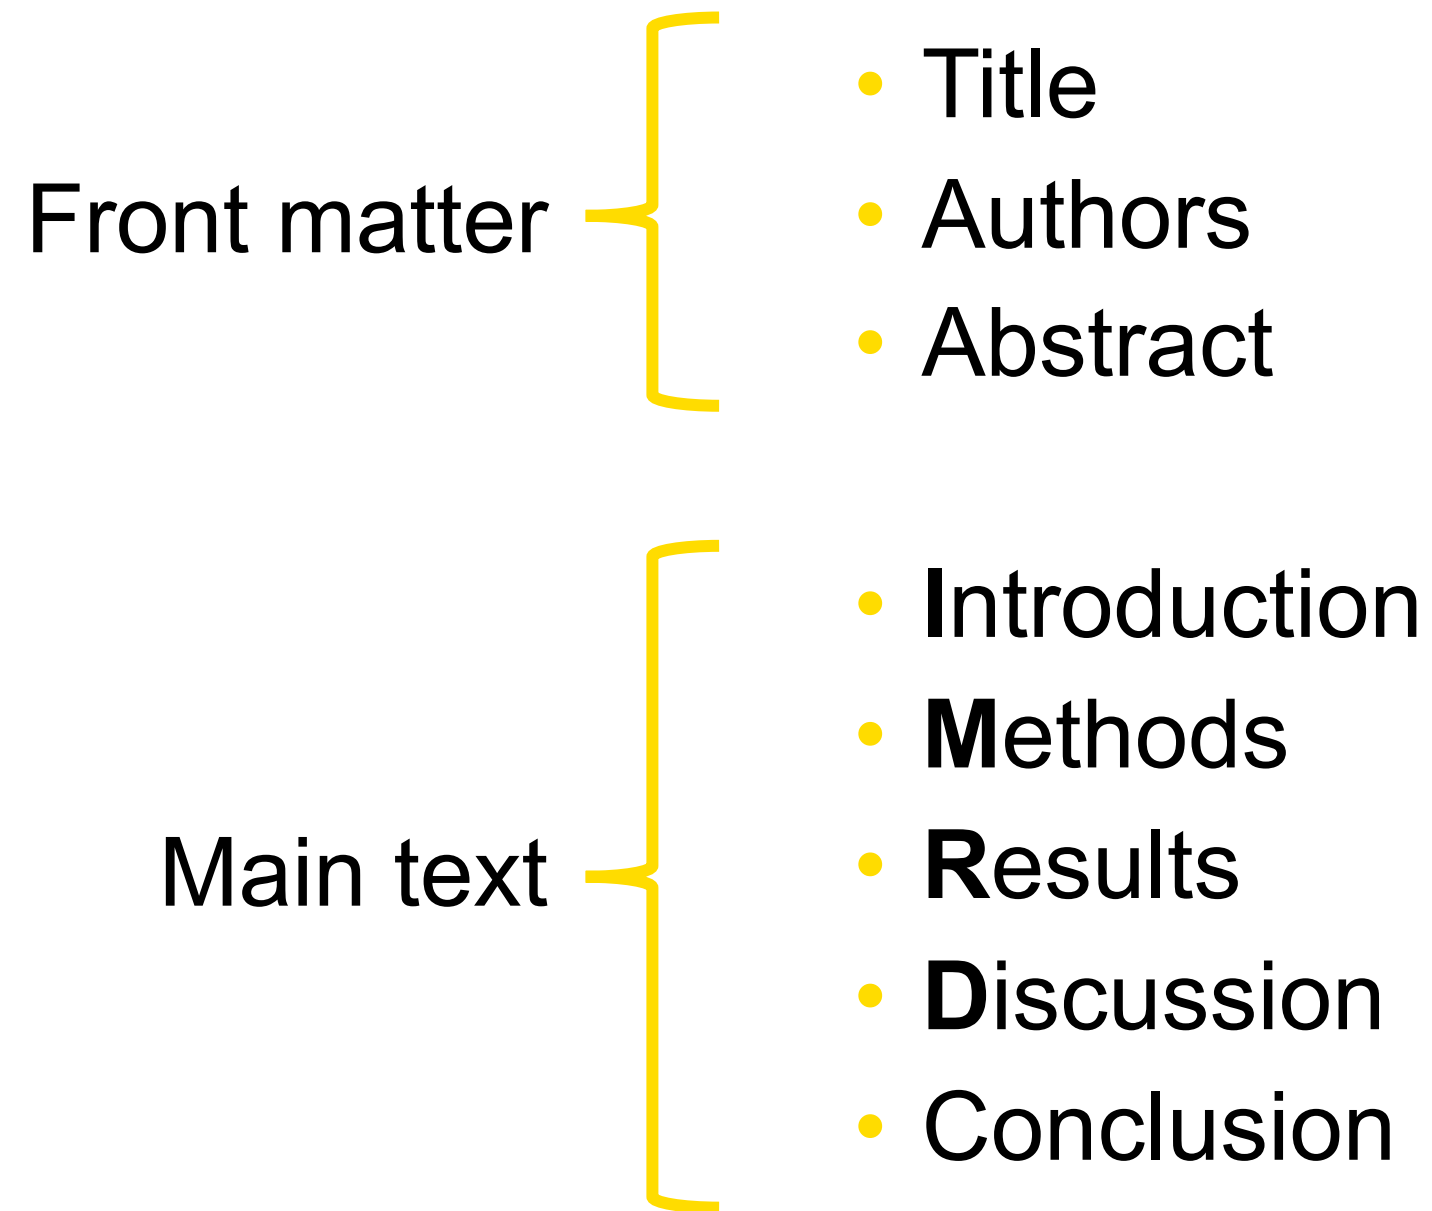 Front matter
• Title
• Authors
• Abstract
Main text
• Introduction
• Methods
• Results
• Discussion
• Conclusion